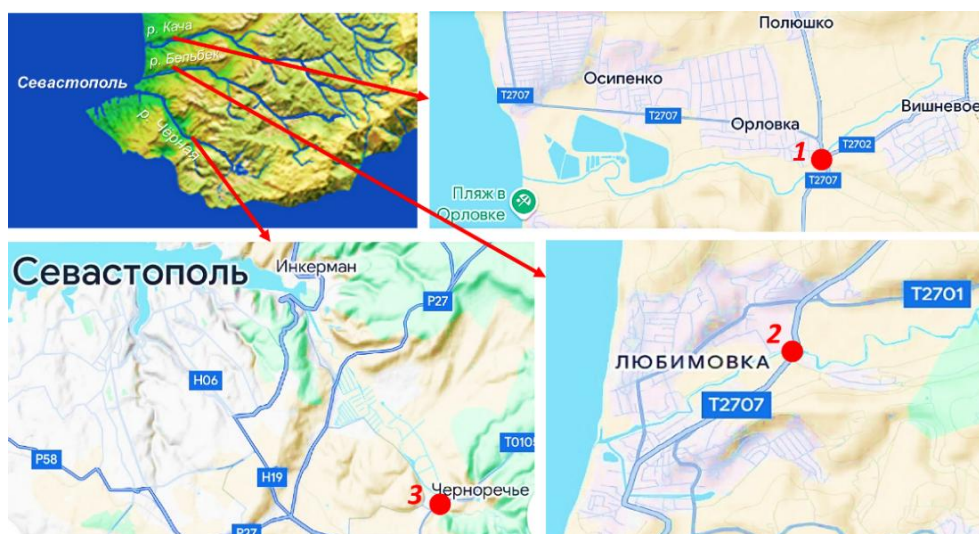 р. Кача
р. Бельбек
Севастополь
р. Чёрная
Полюшко
Осипенко
T2707
T2707
Вишневое
Орловка
T2702
1
T2707
Пляж в
Орловке
Севастополь
Инкерман
P27
H06
P58
H19
T0105
3
Черноречье
P27
T2701
2
ЛЮБИМОВКА
T2707